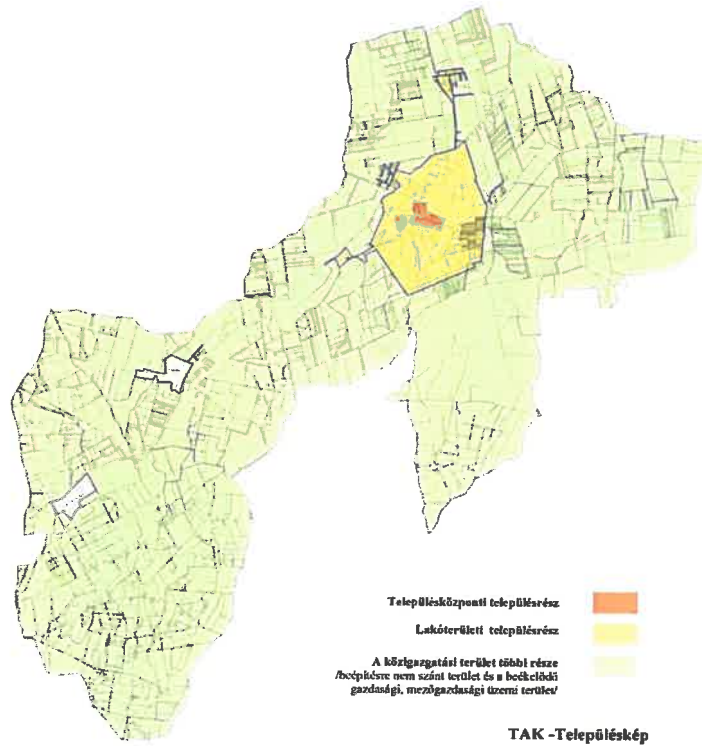 Településközponti településrész
Lakóterületi településrész
A közigazgatási terület többi része
/beépítésre nem szánt terület és a beékelődő
gazdasági, mezőgazdasági üzemi terület/
TAK -Településkép